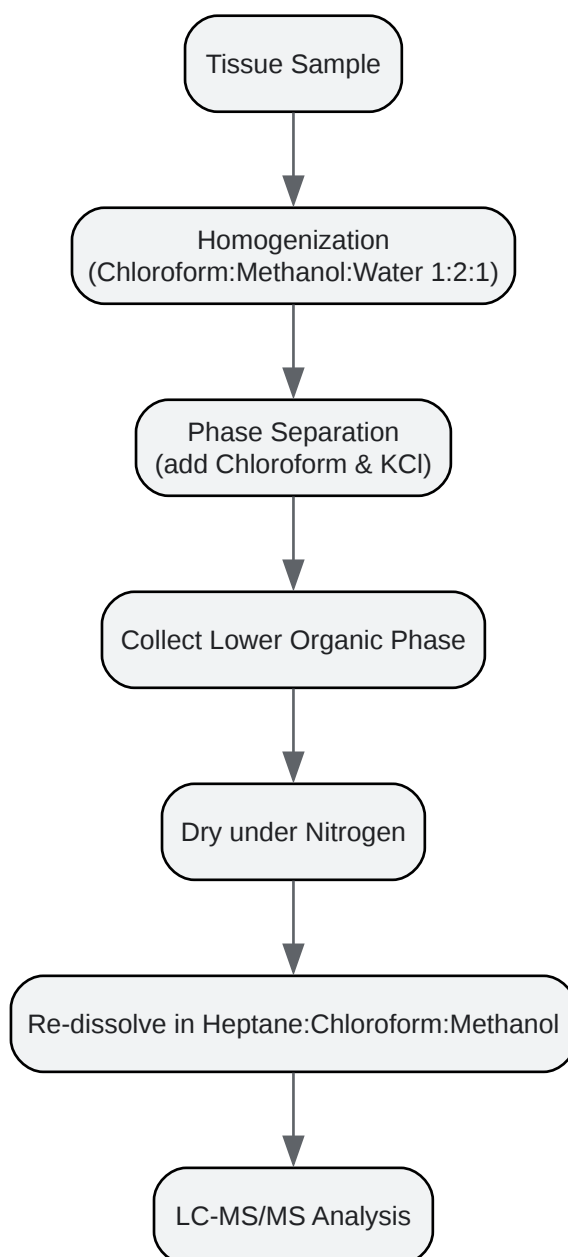 Tissue Sample
Homogenization
(Chloroform:Methanol:Water 1:2:1)
Phase Separation
(add Chloroform & KCl)
Collect Lower Organic Phase
Dry under Nitrogen
Re-dissolve in Heptane:Chloroform:Methanol
LC-MS/MS Analysis